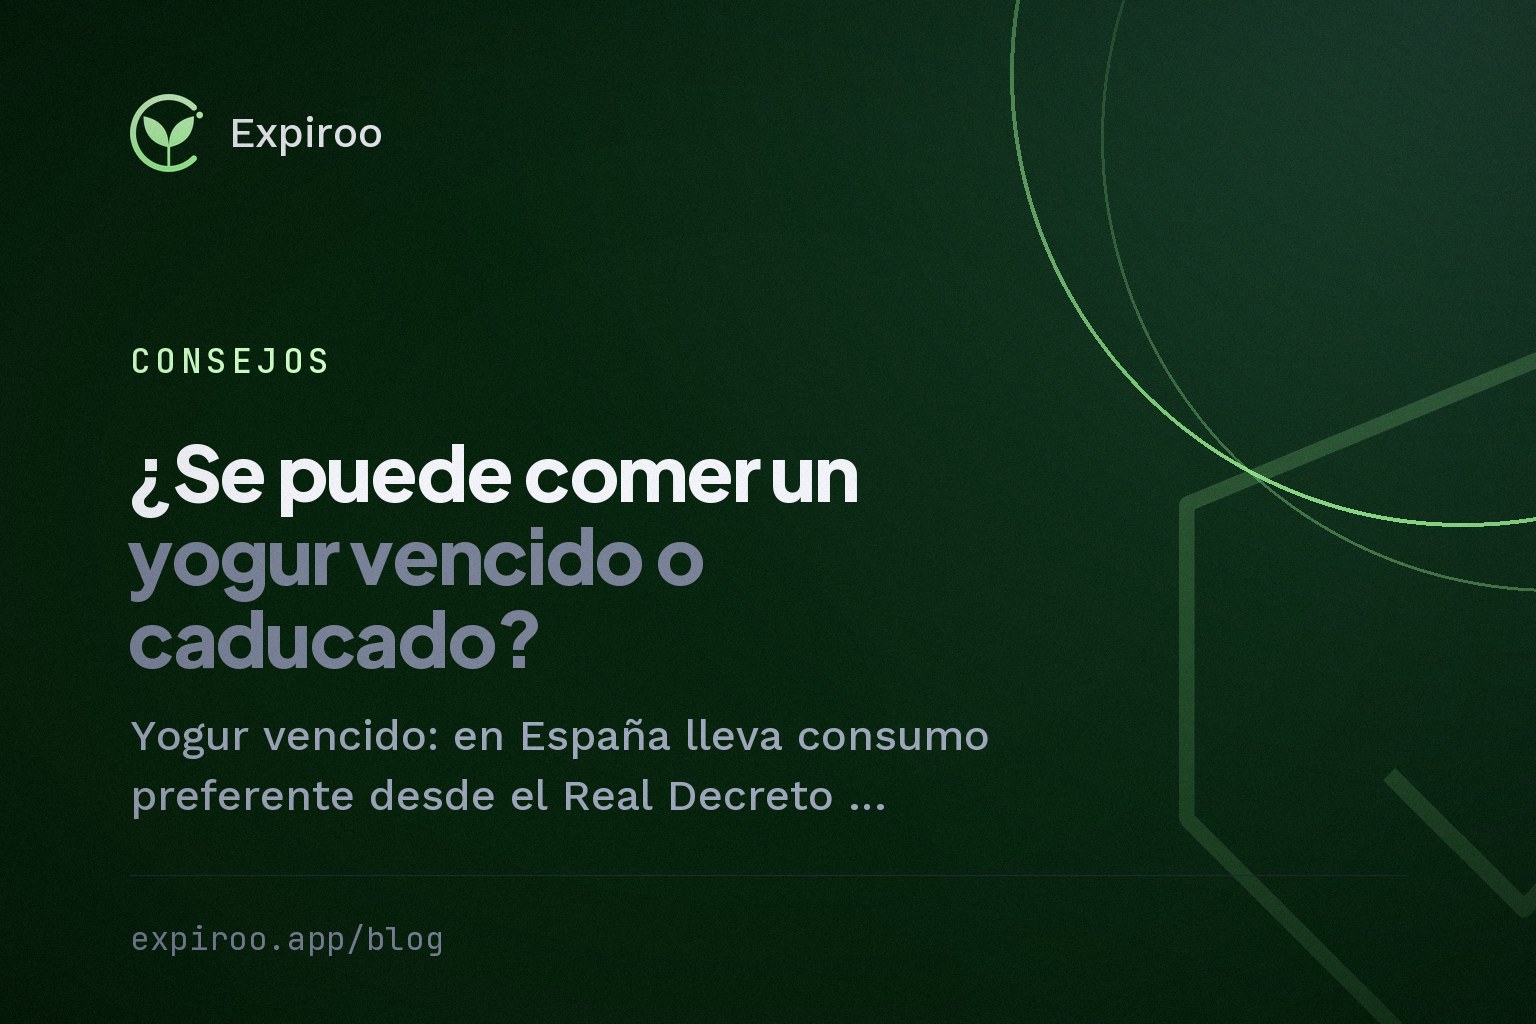 Expiroo
CONSEJOS
¿Se puede comer un
yogur vencido o
caducado?
Yogur vencido: en España lleva consumo
preferente desde el Real Decreto ...
expiroo.app/blog